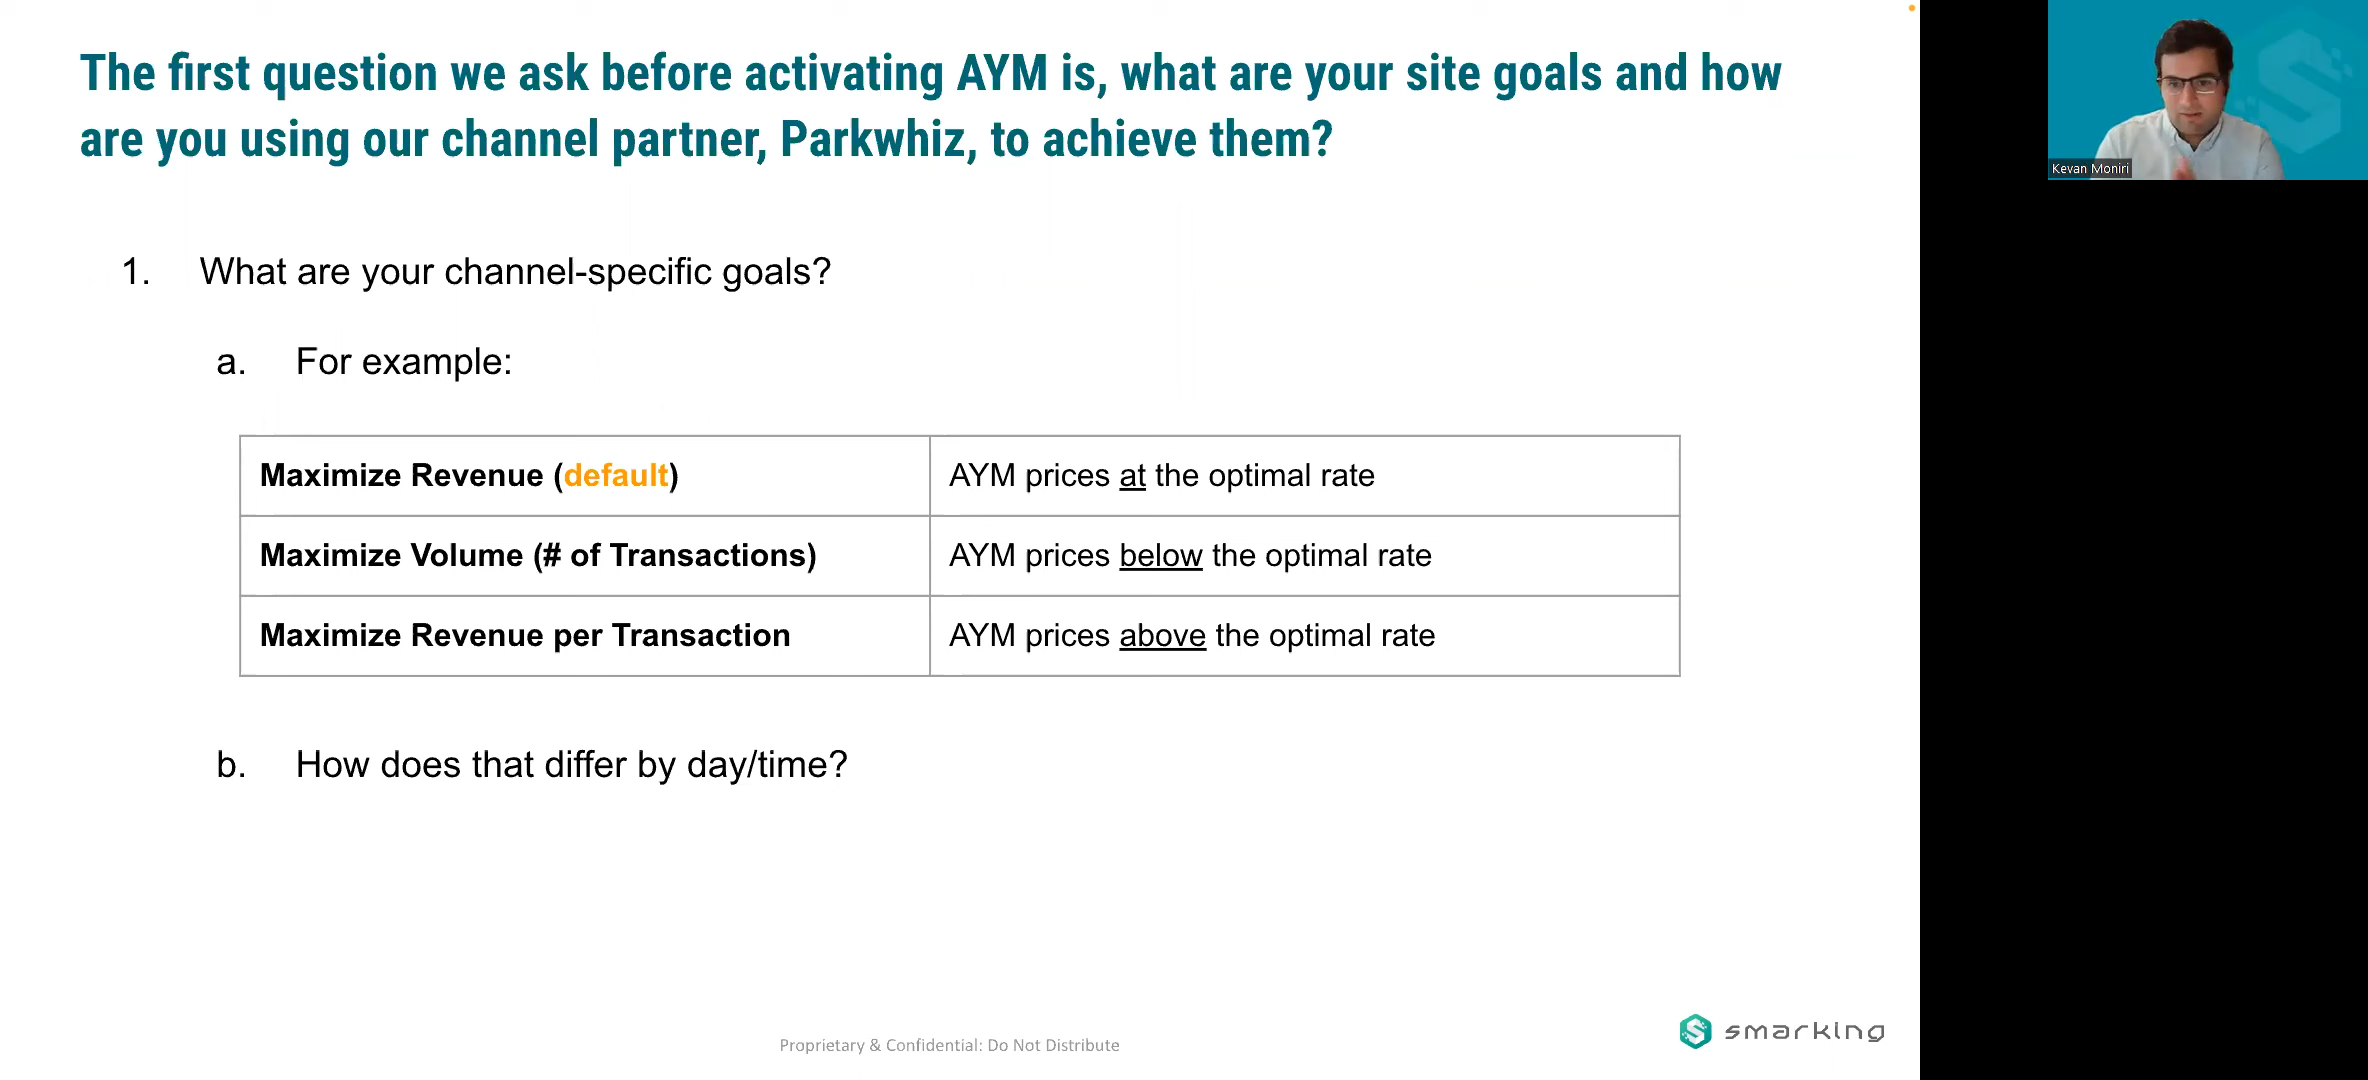 The first question we ask before activating AYM is, what are your site goals and how
are you using our channel partner, Parkwhiz, to achieve them?
Kevan Moniri
1. What are your channel-specific goals?
a. For example:
Maximize Revenue (default) AYM prices at the optimal rate
Maximize Volume (# of Transactions) AYM prices below the optimal rate
Maximize Revenue per Transaction AYM prices above the optimal rate
b. How does that differ by day/time?
smarking
Proprietary & Confidential: Do Not Distribute